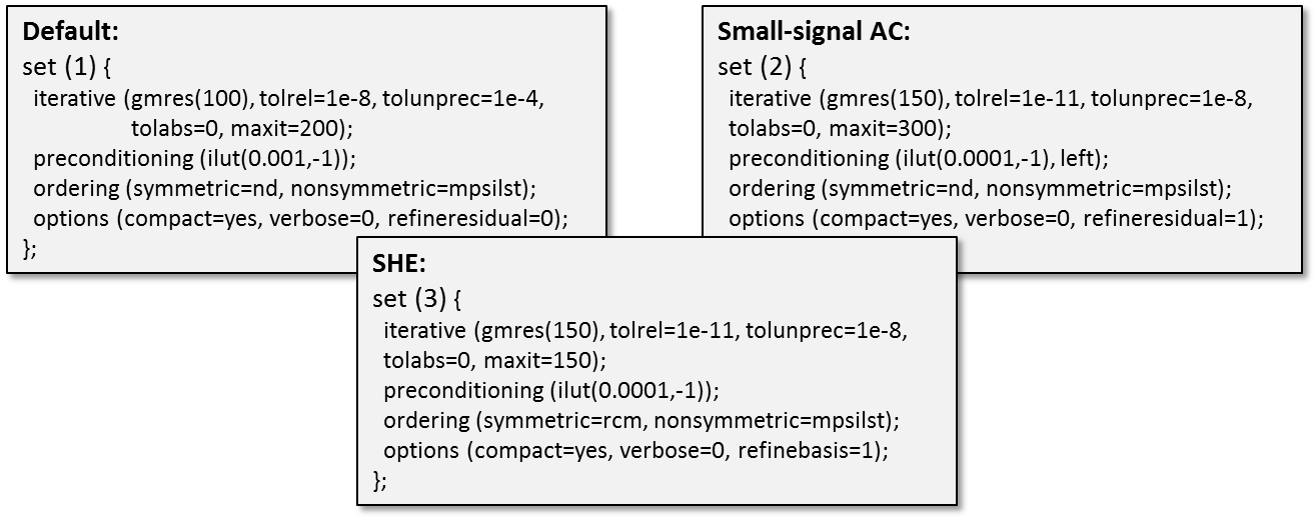 Default:
set (1) {
iterative (gmres(100), tolrel=1e-8, tolunprec=1e-4,
tolabs=0, maxit=200);
preconditioning (ilut(0.001,-1));
ordering (symmetric=nd, nonsymmetric=mpsilst);
options (compact=yes, verbose=0, refineresidual=0);
};
Small-signal AC:
set (2) {
iterative (gmres(150), tolrel=1e-11, tolunprec=1e-8,
tolabs=0, maxit=300);
preconditioning (ilut(0.0001,-1), left);
ordering (symmetric=nd, nonsymmetric=mpsilst);
options (compact=yes, verbose=0, refineresidual=1);
SHE:
set (3) {
iterative (gmres(150), tolrel=1e-11, tolunprec=1e-8,
tolabs=0, maxit=150);
preconditioning (ilut(0.0001,-1));
ordering (symmetric=rcm, nonsymmetric=mpsilst);
options (compact=yes, verbose=0, refinebasis=1);
};